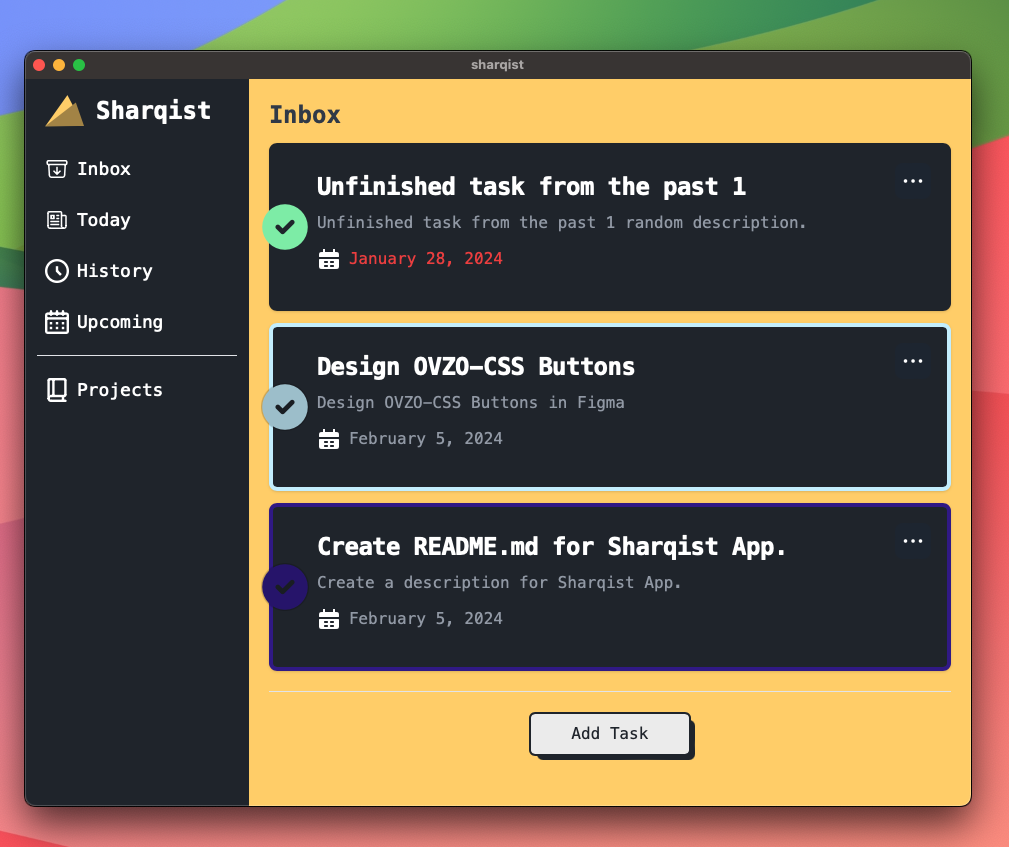 sharqist
Sharqist
Inbox
Today
History
Upcoming
Projects
Inbox
Unfinished task from the past 1
Unfinished task from the past 1 random description.
January 28, 2024
Design OVZO-CSS Buttons
Design OVZO-CSS Buttons in Figma
February 5, 2024
Create README.md for Sharqist App.
Create a description for Sharqist App.
February 5, 2024
Add Task